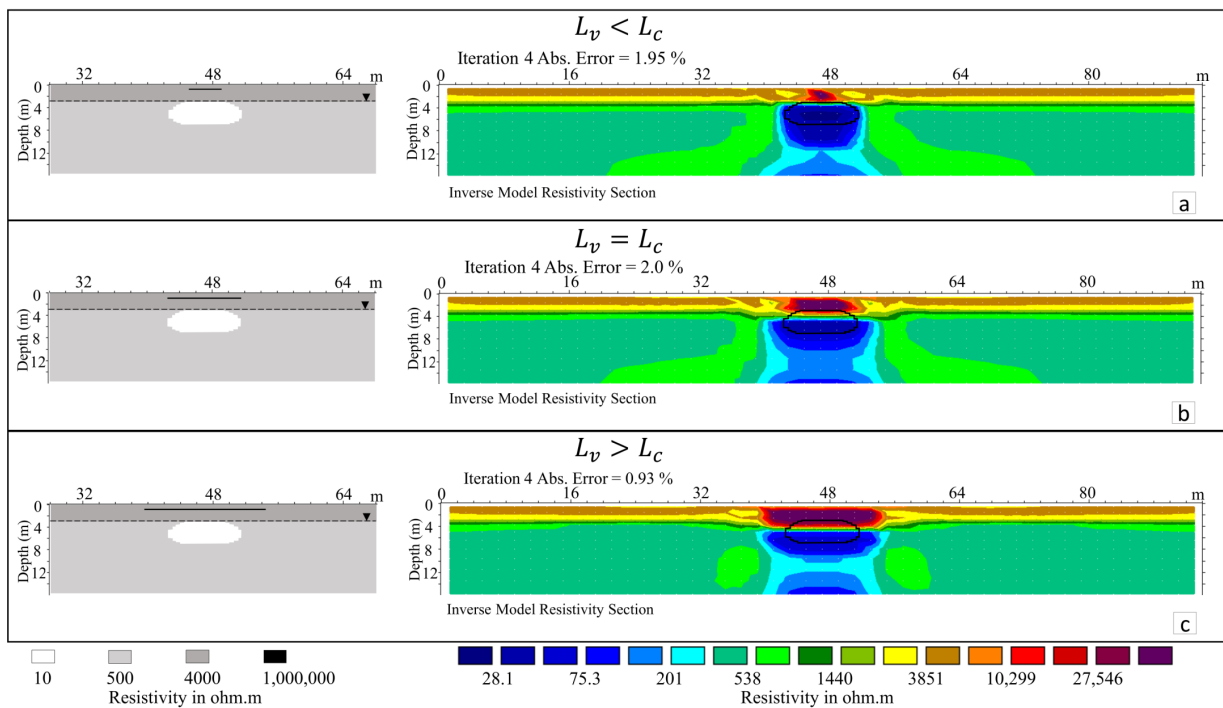 L_v < L_c
Iteration 4 Abs. Error = 1.95 %
32 48 64 m
0 16 32 48 64 80 m
Depth (m)
0
4
8
12
Depth (m)
0
4
8
12
Inverse Model Resistivity Section
a
L_v = L_c
Iteration 4 Abs. Error = 2.0 %
32 48 64 m
0 16 32 48 64 80 m
Depth (m)
0
4
8
12
Depth (m)
0
4
8
12
Inverse Model Resistivity Section
b
L_v > L_c
Iteration 4 Abs. Error = 0.93 %
32 48 64 m
0 16 32 48 64 80 m
Depth (m)
0
4
8
12
Depth (m)
0
4
8
12
Inverse Model Resistivity Section
c
10 500 4000 1,000,000
Resistivity in ohm.m
28.1 75.3 201 538 1440 3851 10,299 27,546
Resistivity in ohm.m